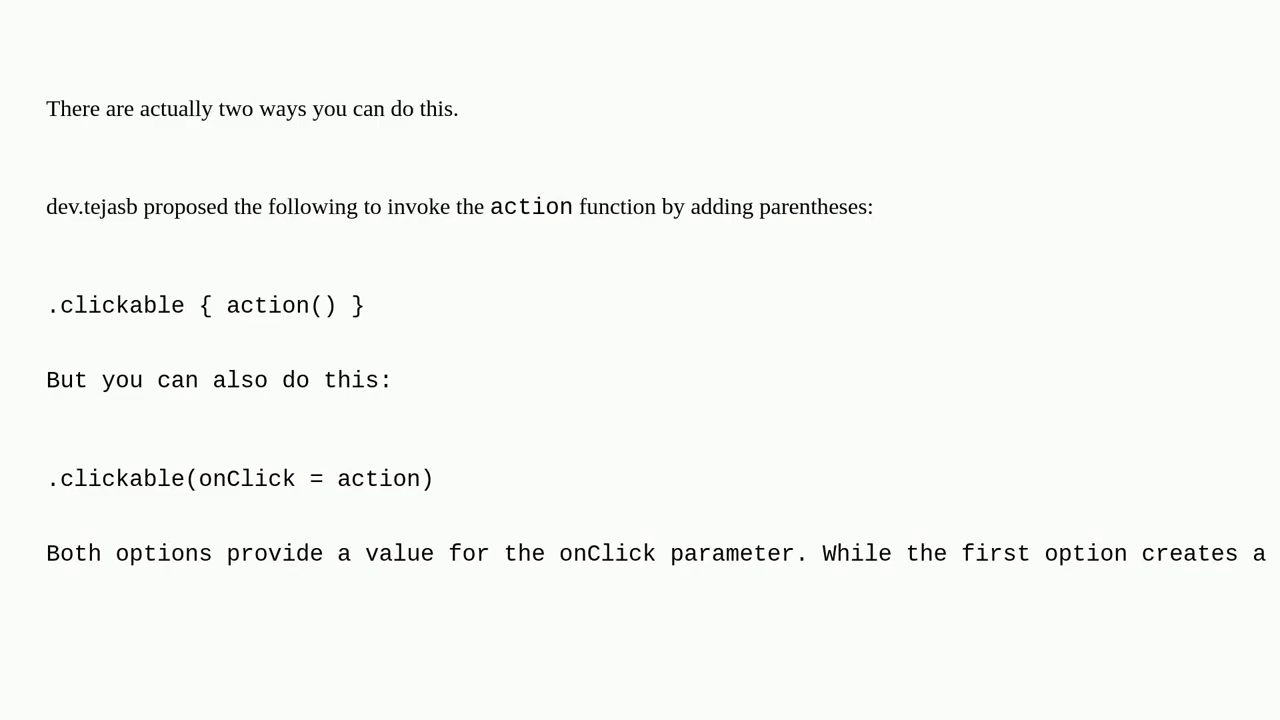 There are actually two ways you can do this.
dev.tejasb proposed the following to invoke the action function by adding parentheses:
.clickable { action() }
But you can also do this:
.clickable(onClick = action)
Both options provide a value for the onClick parameter. While the first option creates a